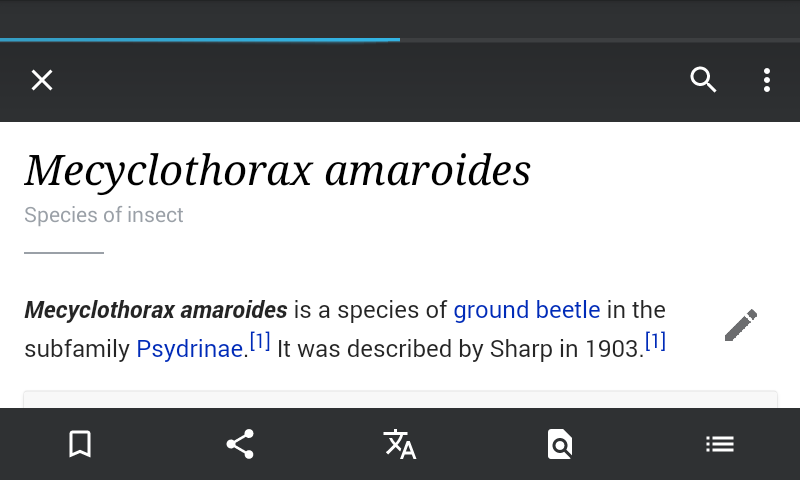 Mecyclothorax amaroides
Species of insect
Mecyclothorax amaroides is a species of ground beetle in the
subfamily Psydrinae.[1] It was described by Sharp in 1903.[1]